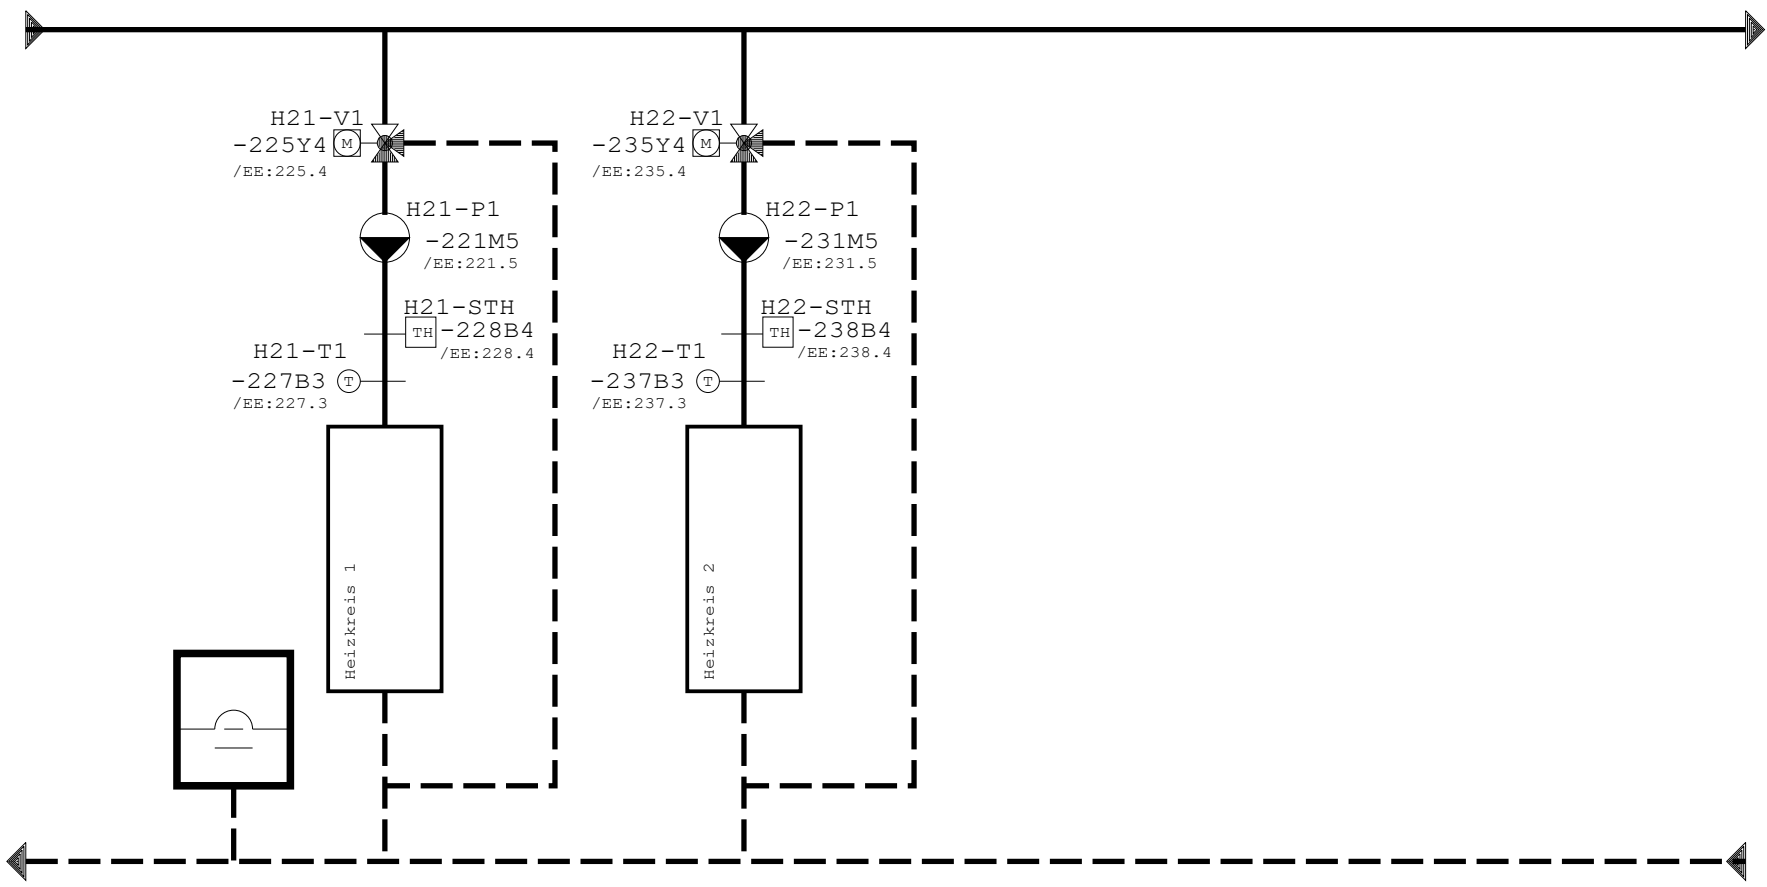 H21-V1
-225Y4
M
/EE:225.4
H21-P1
-221M5
/EE:221.5
H21-STH
TH
-228B4
/EE:228.4
H21-T1
-227B3
T
/EE:227.3
Heizkreis 1
H22-V1
-235Y4
M
/EE:235.4
H22-P1
-231M5
/EE:231.5
H22-STH
TH
-238B4
/EE:238.4
H22-T1
-237B3
T
/EE:237.3
Heizkreis 2